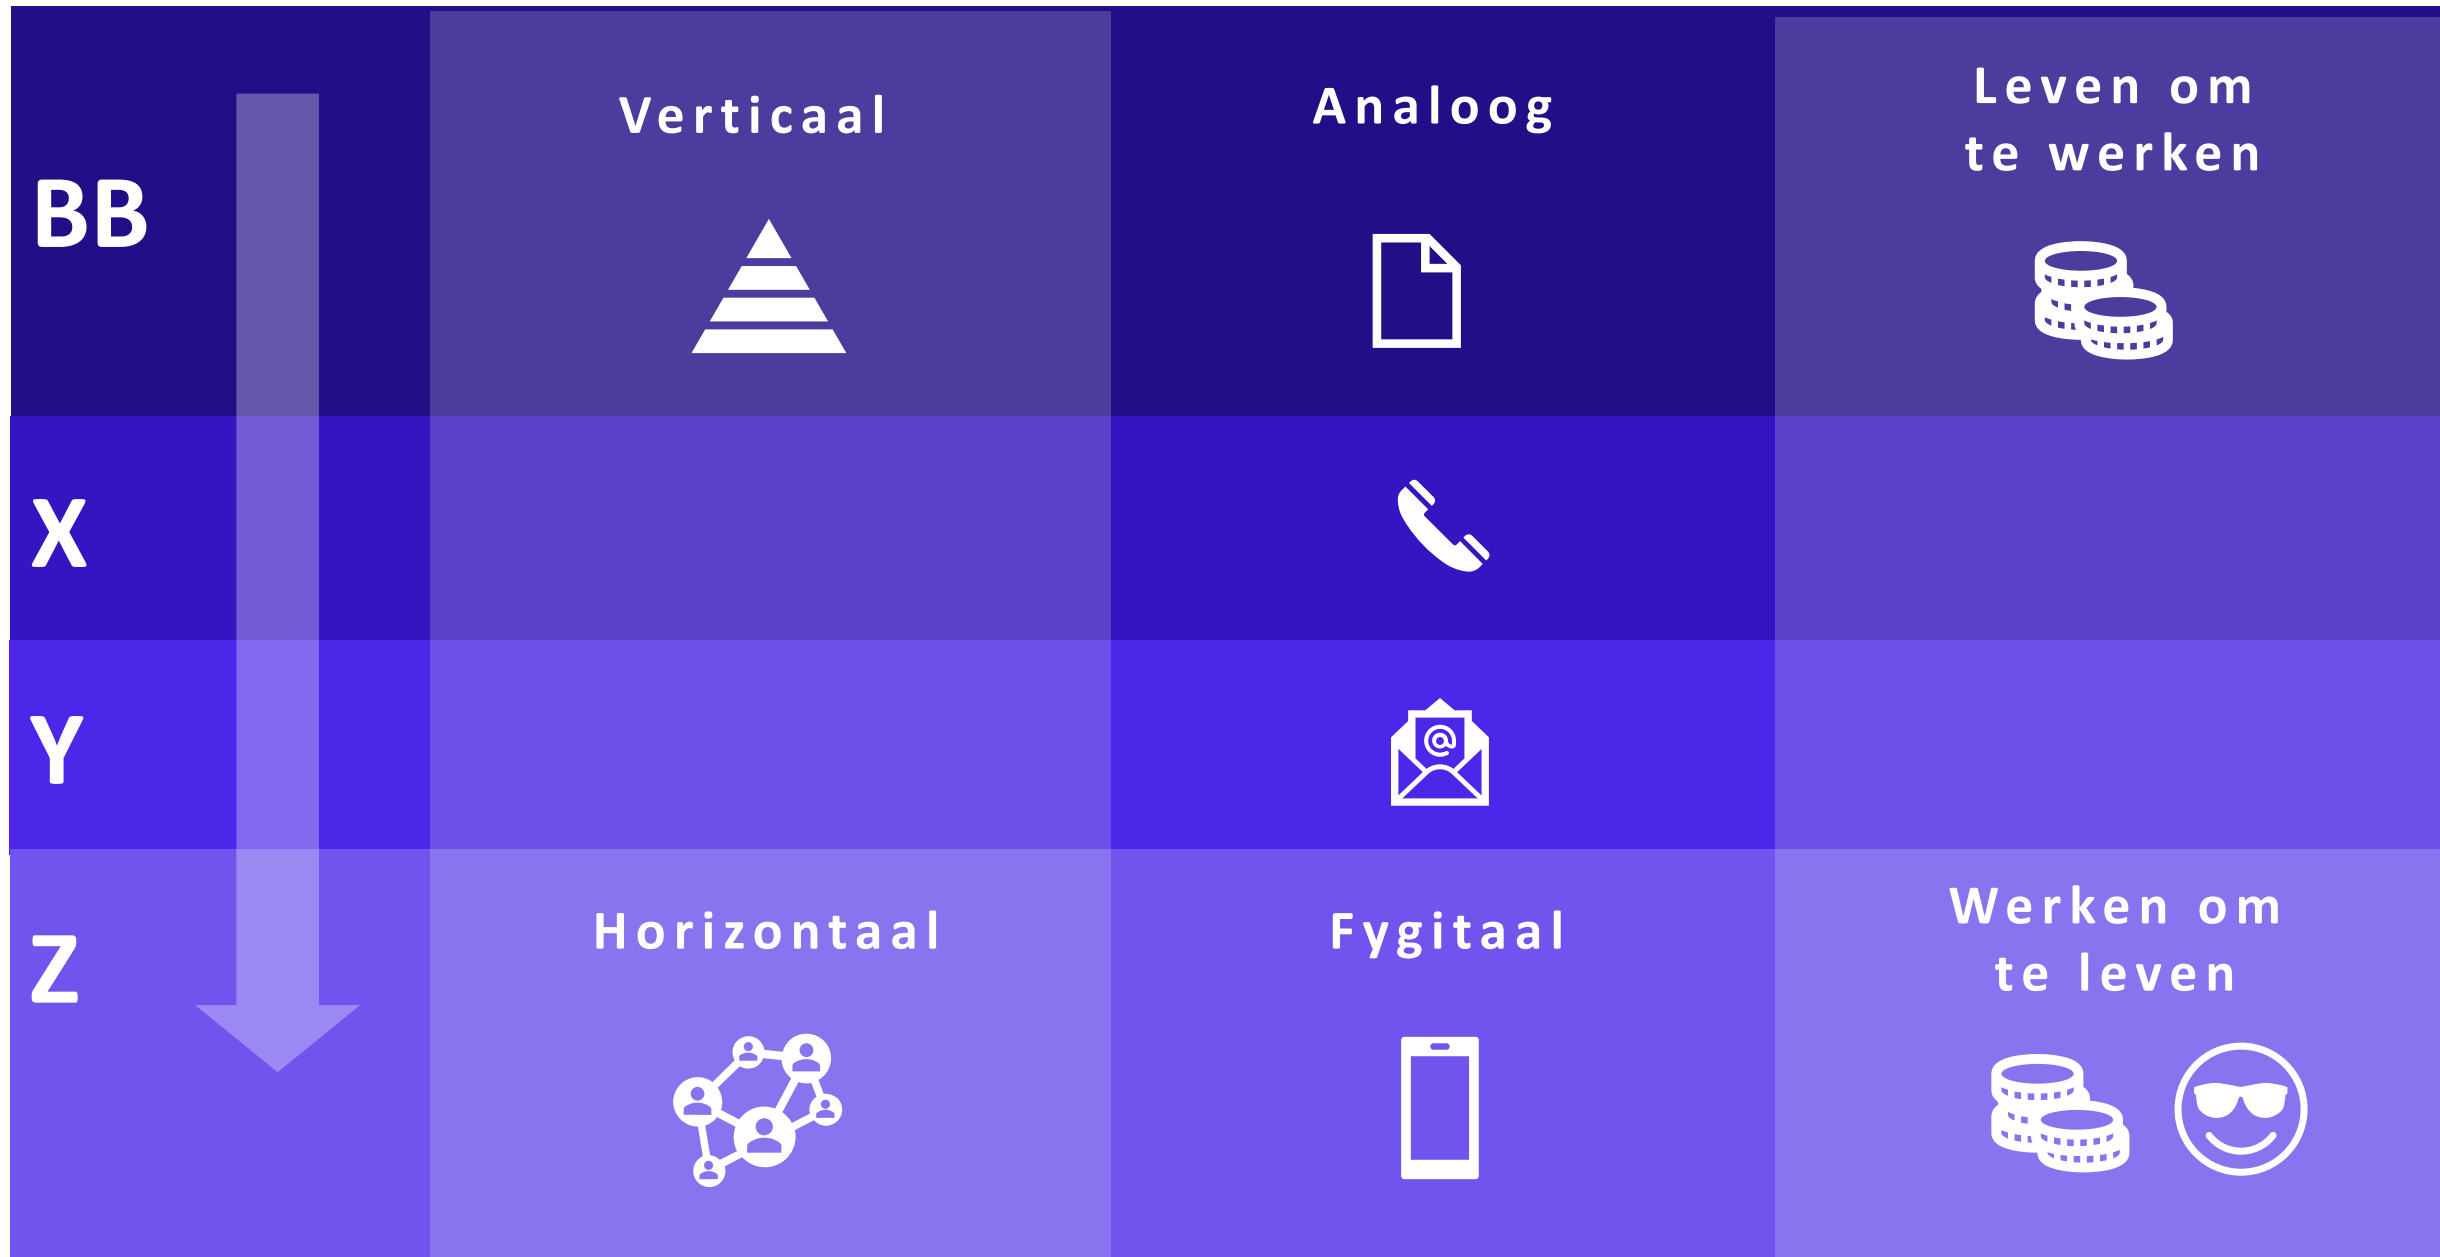 BB
Verticaal
Analoog
Leven om
te werken
X
Y
@
Z
Horizontaal
Fygitaal
Werken om
te leven